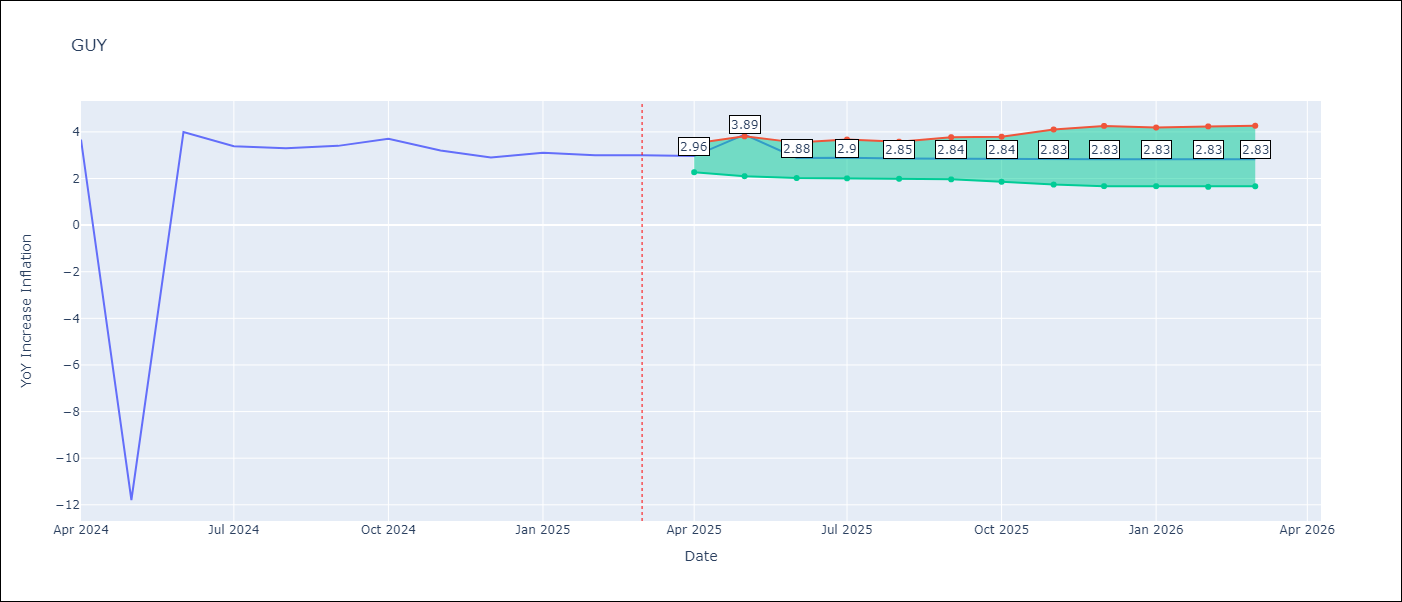 GUY
YoY Increase Inflation
4
2
0
−2
−4
−6
−8
−10
−12
3.89
2.96
2.88
2.9
2.85
2.84
2.84
2.83
2.83
2.83
2.83
2.83
Apr 2024
Jul 2024
Oct 2024
Jan 2025
Apr 2025
Jul 2025
Oct 2025
Jan 2026
Apr 2026
Date